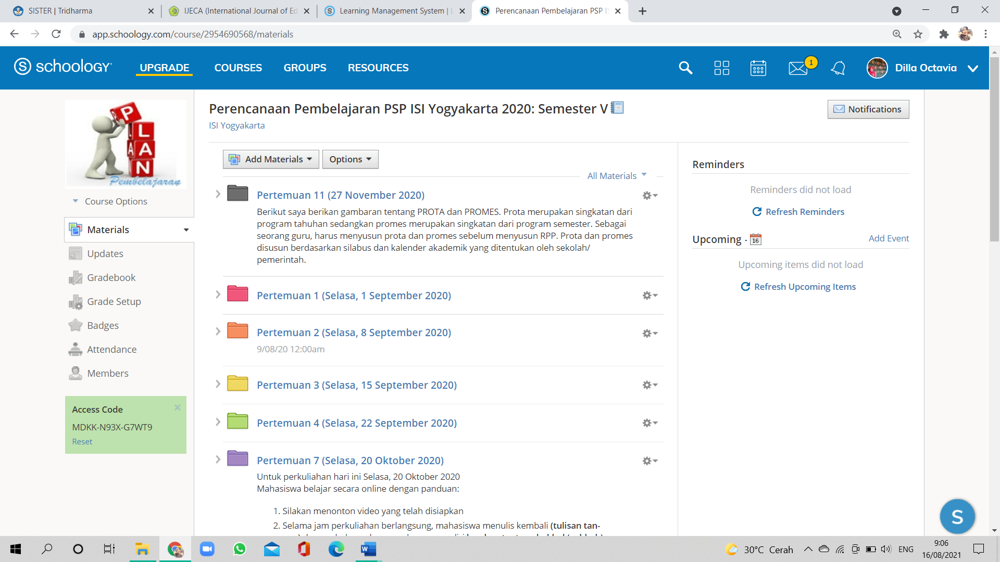 SISTER | Tridharma
IJECA (International Journal of Ed
Learning Management System | L
Perencanaan Pembelajaran PSP IS
app.schoology.com/course/2954690568/materials
S schoology
UPGRADE
COURSES
GROUPS
RESOURCES
1
Dilla Octavia
PLAN
A
Pembelajaran
Course Options
Materials
Updates
Gradebook
Grade Setup
Badges
Attendance
Members
Access Code
MDKK-N93X-G7WT9
Reset
Perencanaan Pembelajaran PSP ISI Yogyakarta 2020: Semester V
ISI Yogyakarta
Notifications
Add Materials
Options
All Materials
Pertemuan 11 (27 November 2020)
Berikut saya berikan gambaran tentang PROTA dan PROMES. Prota merupakan singkatan dari
program tahuhan sedangkan promes merupakan singkatan dari program semester. Sebagai
seorang guru, harus menyusun prota dan promes sebelum menyusun RPP. Prota dan promes
disusun berdasarkan silabus dan kalender akademik yang ditentukan oleh sekolah/
pemerintah.
Pertemuan 1 (Selasa, 1 September 2020)
Pertemuan 2 (Selasa, 8 September 2020)
9/08/20 12:00am
Pertemuan 3 (Selasa, 15 September 2020)
Pertemuan 4 (Selasa, 22 September 2020)
Pertemuan 7 (Selasa, 20 Oktober 2020)
Untuk perkuliahan hari ini Selasa, 20 Oktober 2020
Mahasiswa belajar secara online dengan panduan:
1. Silakan menonton video yang telah disiapkan
2. Selama jam perkuliahan berlangsung, mahasiswa menulis kembali (tulisan tan-
Reminders
Reminders did not load
Refresh Reminders
Upcoming · 16
Add Event
Upcoming items did not load
Refresh Upcoming Items
S
30°C Cerah
ENG
9:06
16/08/2021